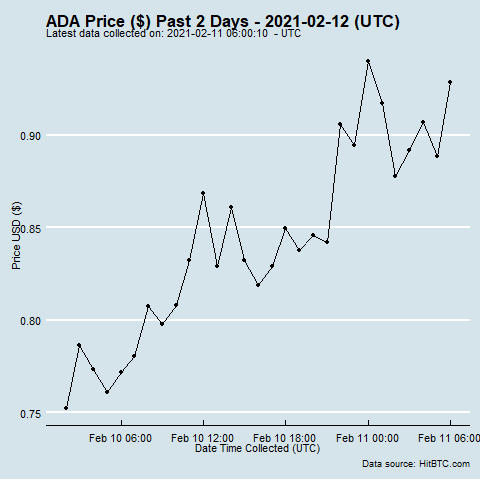 ADA Price ($) Past 2 Days - 2021-02-12 (UTC)
Latest data collected on: 2021-02-11 06:00:10 - UTC
Price USD ($)
0.90
0.85
0.80
0.75
Feb 10 06:00 Feb 10 12:00 Feb 10 18:00 Feb 11 00:00 Feb 11 06:00
Date Time Collected (UTC)
Data source: HitBTC.com